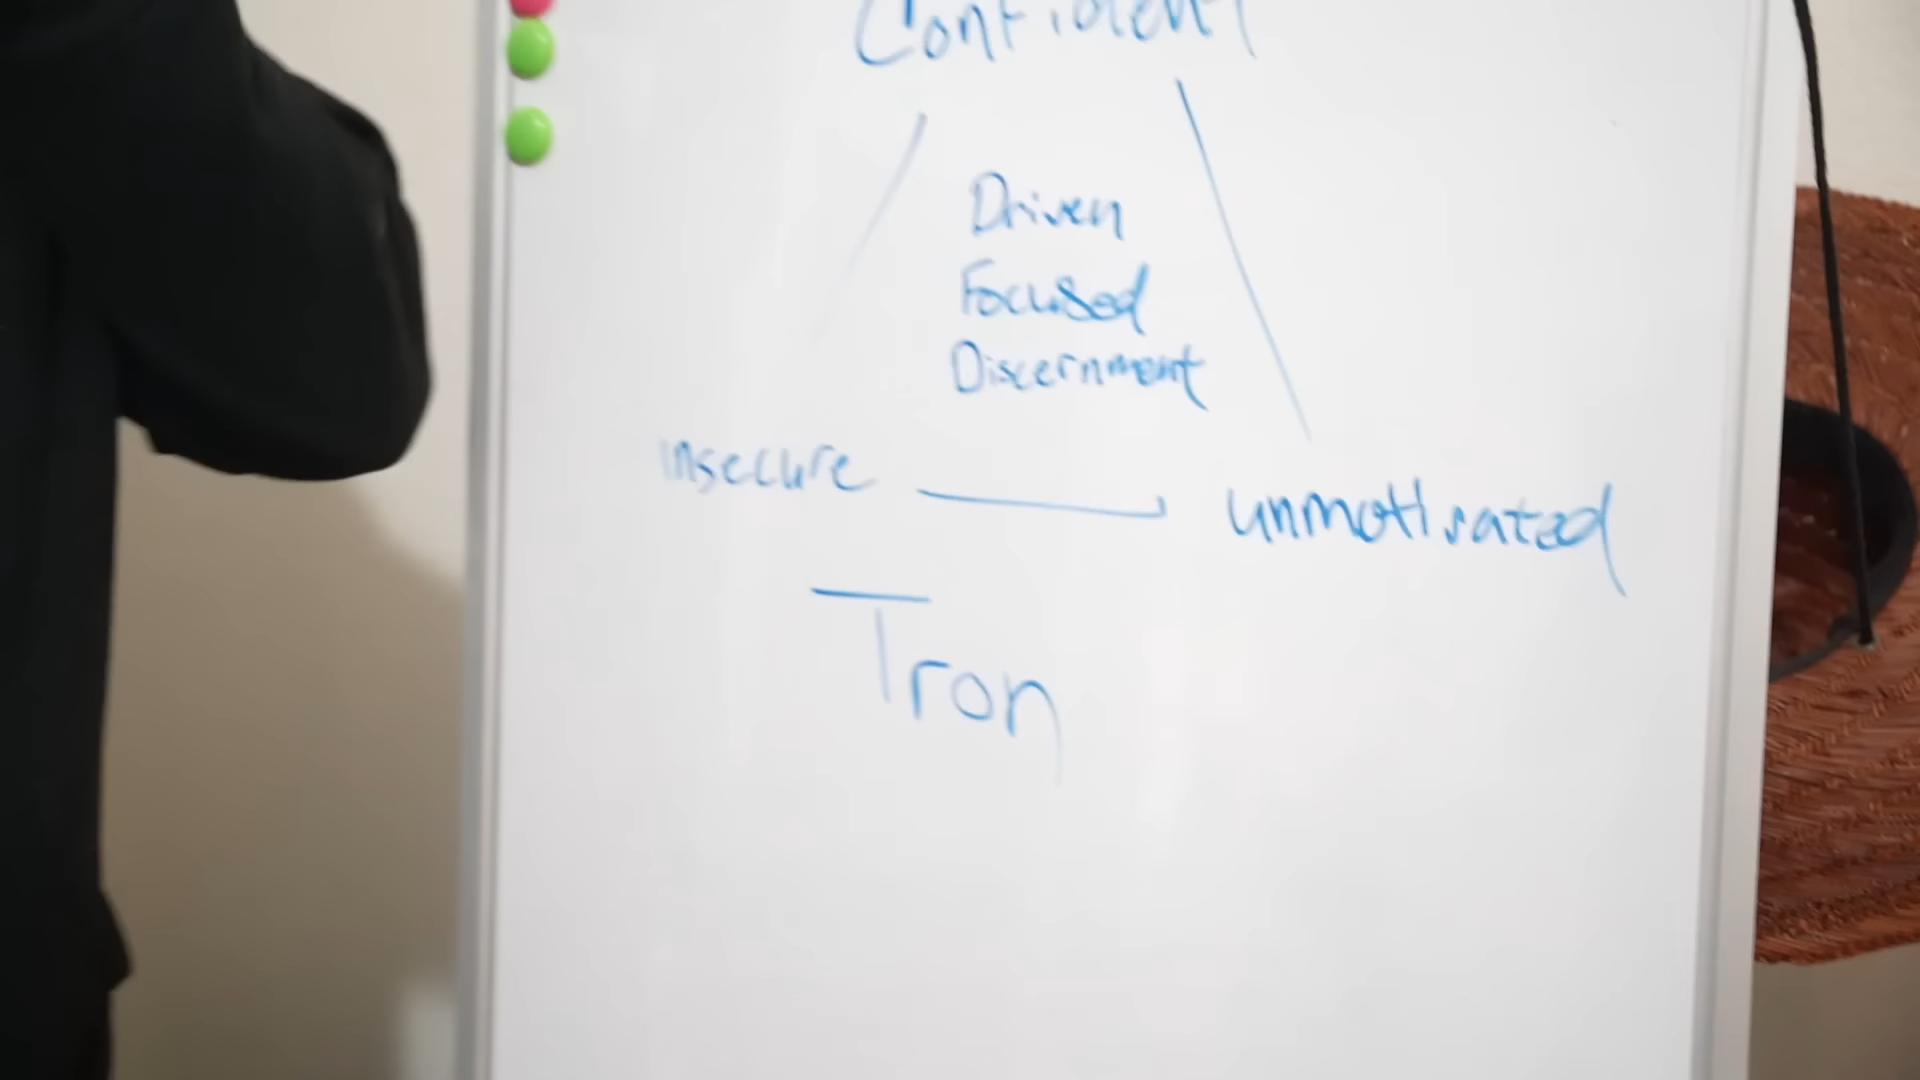 Confident
Driven
Focused
Discernment
insecure
unmotivated
Tron